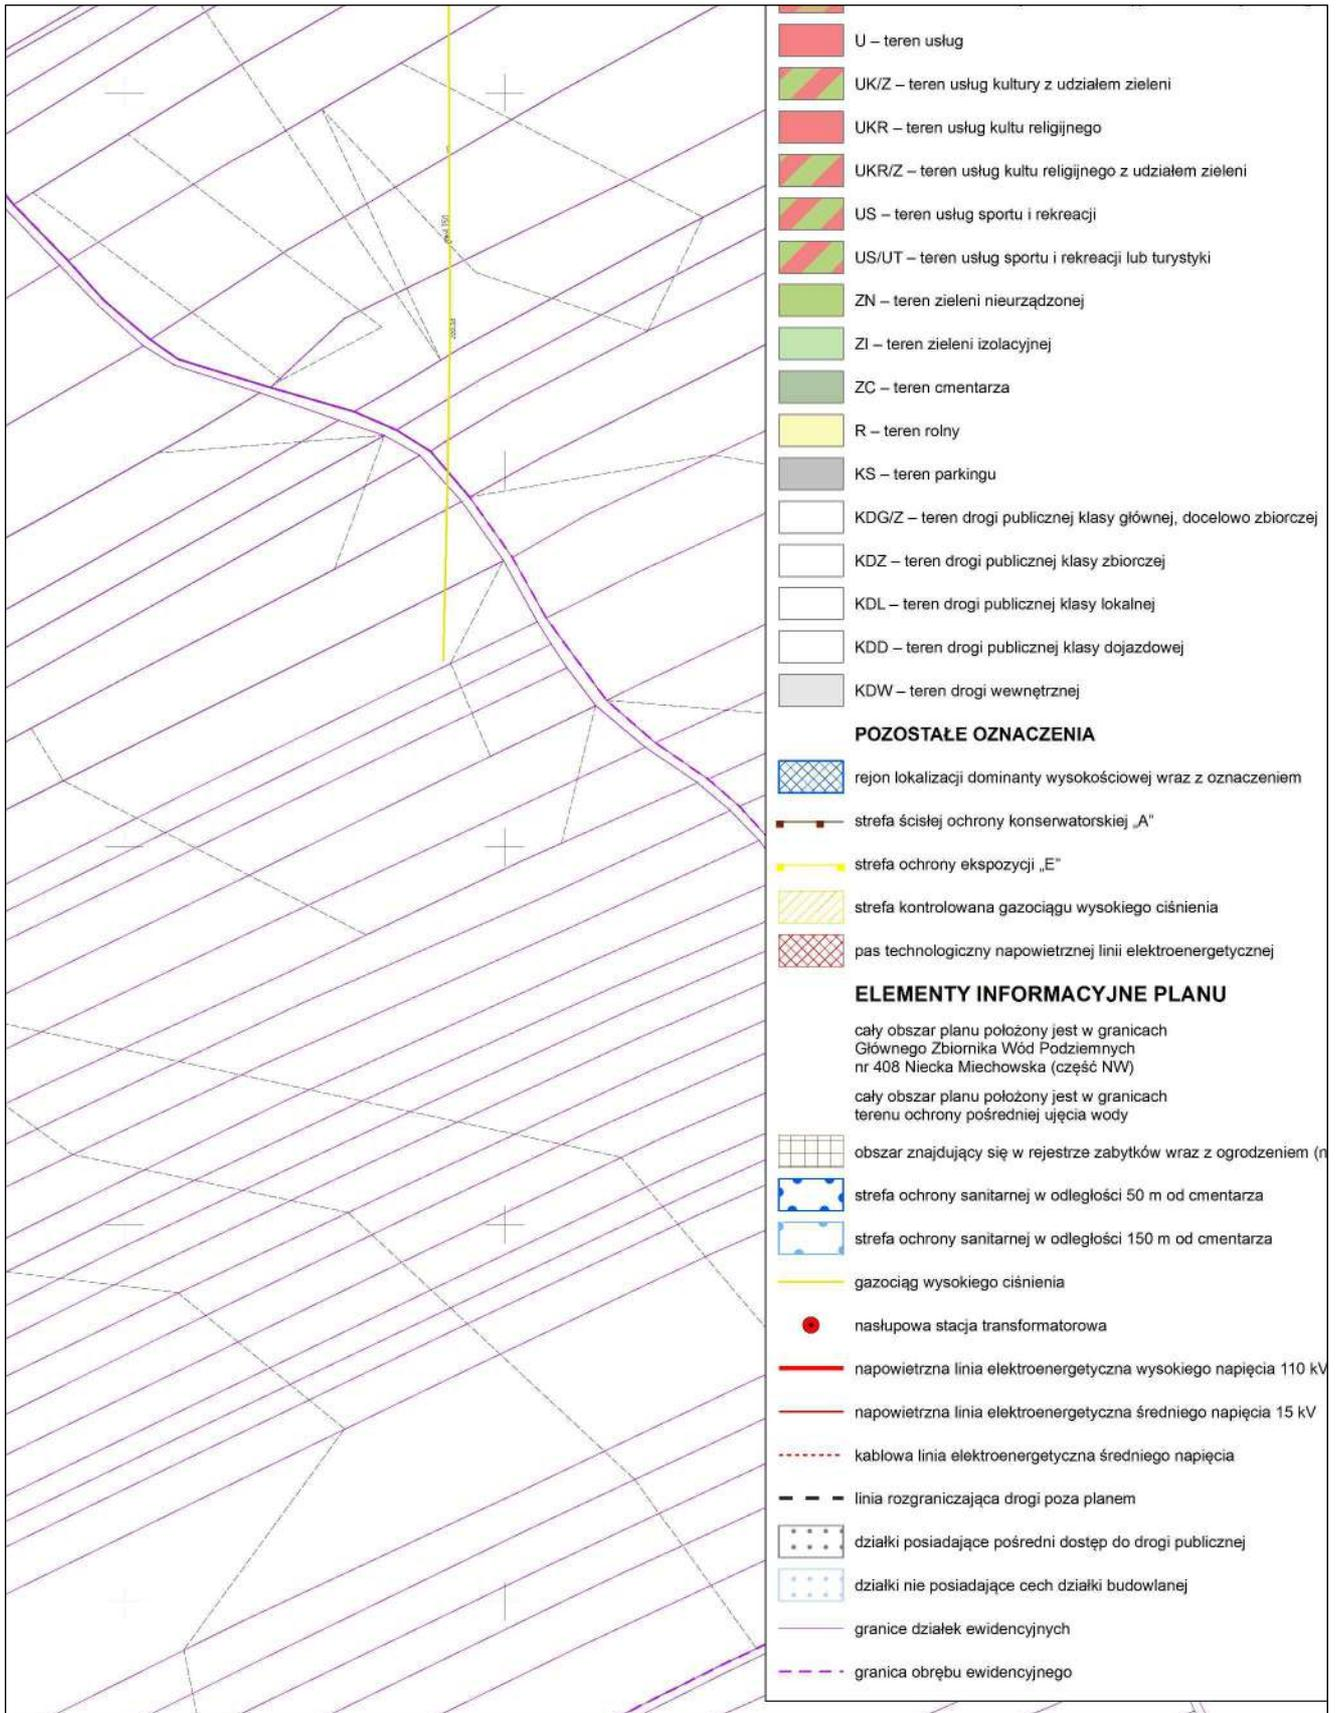 U – teren usług
UK/Z – teren usług kultury z udziałem zieleni
UKR – teren usług kultu religijnego
UKR/Z – teren usług kultu religijnego z udziałem zieleni
US – teren usług sportu i rekreacji
US/UT – teren usług sportu i rekreacji lub turystyki
ZN – teren zieleni nieurządzonej
ZI – teren zieleni izolacyjnej
ZC – teren cmentarza
R – teren rolny
KS – teren parkingu
KDG/Z – teren drogi publicznej klasy głównej, docelowo zbiorczej
KDZ – teren drogi publicznej klasy zbiorczej
KDL – teren drogi publicznej klasy lokalnej
KDD – teren drogi publicznej klasy dojazdowej
KDW – teren drogi wewnętrznej
POZOSTAŁE OZNACZENIA
rejon lokalizacji dominanty wysokościowej wraz z oznaczeniem
strefa ścisłej ochrony konserwatorskiej „A”
strefa ochrony ekspozycji „E”
strefa kontrolowana gazociągu wysokiego ciśnienia
pas technologiczny napowietrznej linii elektroenergetycznej
ELEMENTY INFORMACYJNE PLANU
cały obszar planu położony jest w granicach
Głównego Zbiornika Wód Podziemnych
nr 408 Niecka Miechowska (część NW)
cały obszar planu położony jest w granicach
terenu ochrony pośredniej ujęcia wody
obszar znajdujący się w rejestrze zabytków wraz z ogrodzeniem (n
strefa ochrony sanitarnej w odległości 50 m od cmentarza
strefa ochrony sanitarnej w odległości 150 m od cmentarza
gazociąg wysokiego ciśnienia
nasłupowa stacja transformatorowa
napowietrzna linia elektroenergetyczna wysokiego napięcia 110 kV
napowietrzna linia elektroenergetyczna średniego napięcia 15 kV
kablowa linia elektroenergetyczna średniego napięcia
linia rozgraniczająca drogi poza planem
działki posiadające pośredni dostęp do drogi publicznej
działki nie posiadające cech działki budowlanej
granice działek ewidencyjnych
granica obrębu ewidencyjnego